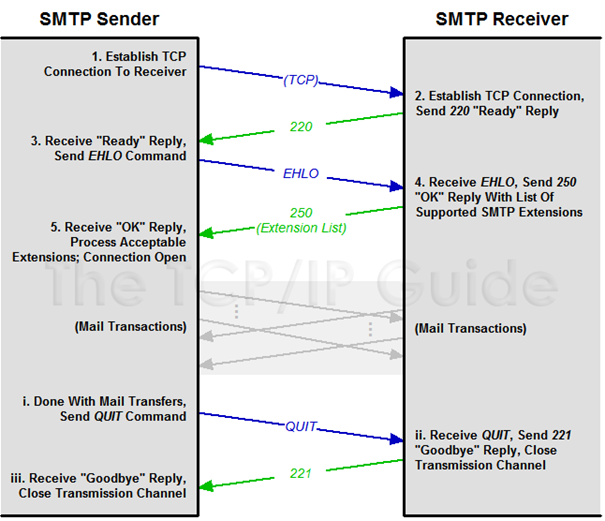 SMTP Sender
SMTP Receiver
1. Establish TCP
Connection To Receiver
(TCP)
2. Establish TCP Connection,
Send 220 "Ready" Reply
220
3. Receive "Ready" Reply,
Send EHLO Command
EHLO
4. Receive EHLO, Send 250
"OK" Reply With List Of
Supported SMTP Extensions
250
(Extension List)
5. Receive "OK" Reply,
Process Acceptable
Extensions; Connection Open
The TCP/IP Guide
(Mail Transactions)
(Mail Transactions)
i. Done With Mail Transfers,
Send QUIT Command
QUIT
ii. Receive QUIT, Send 221
"Goodbye" Reply, Close
Transmission Channel
221
iii. Receive "Goodbye" Reply,
Close Transmission Channel